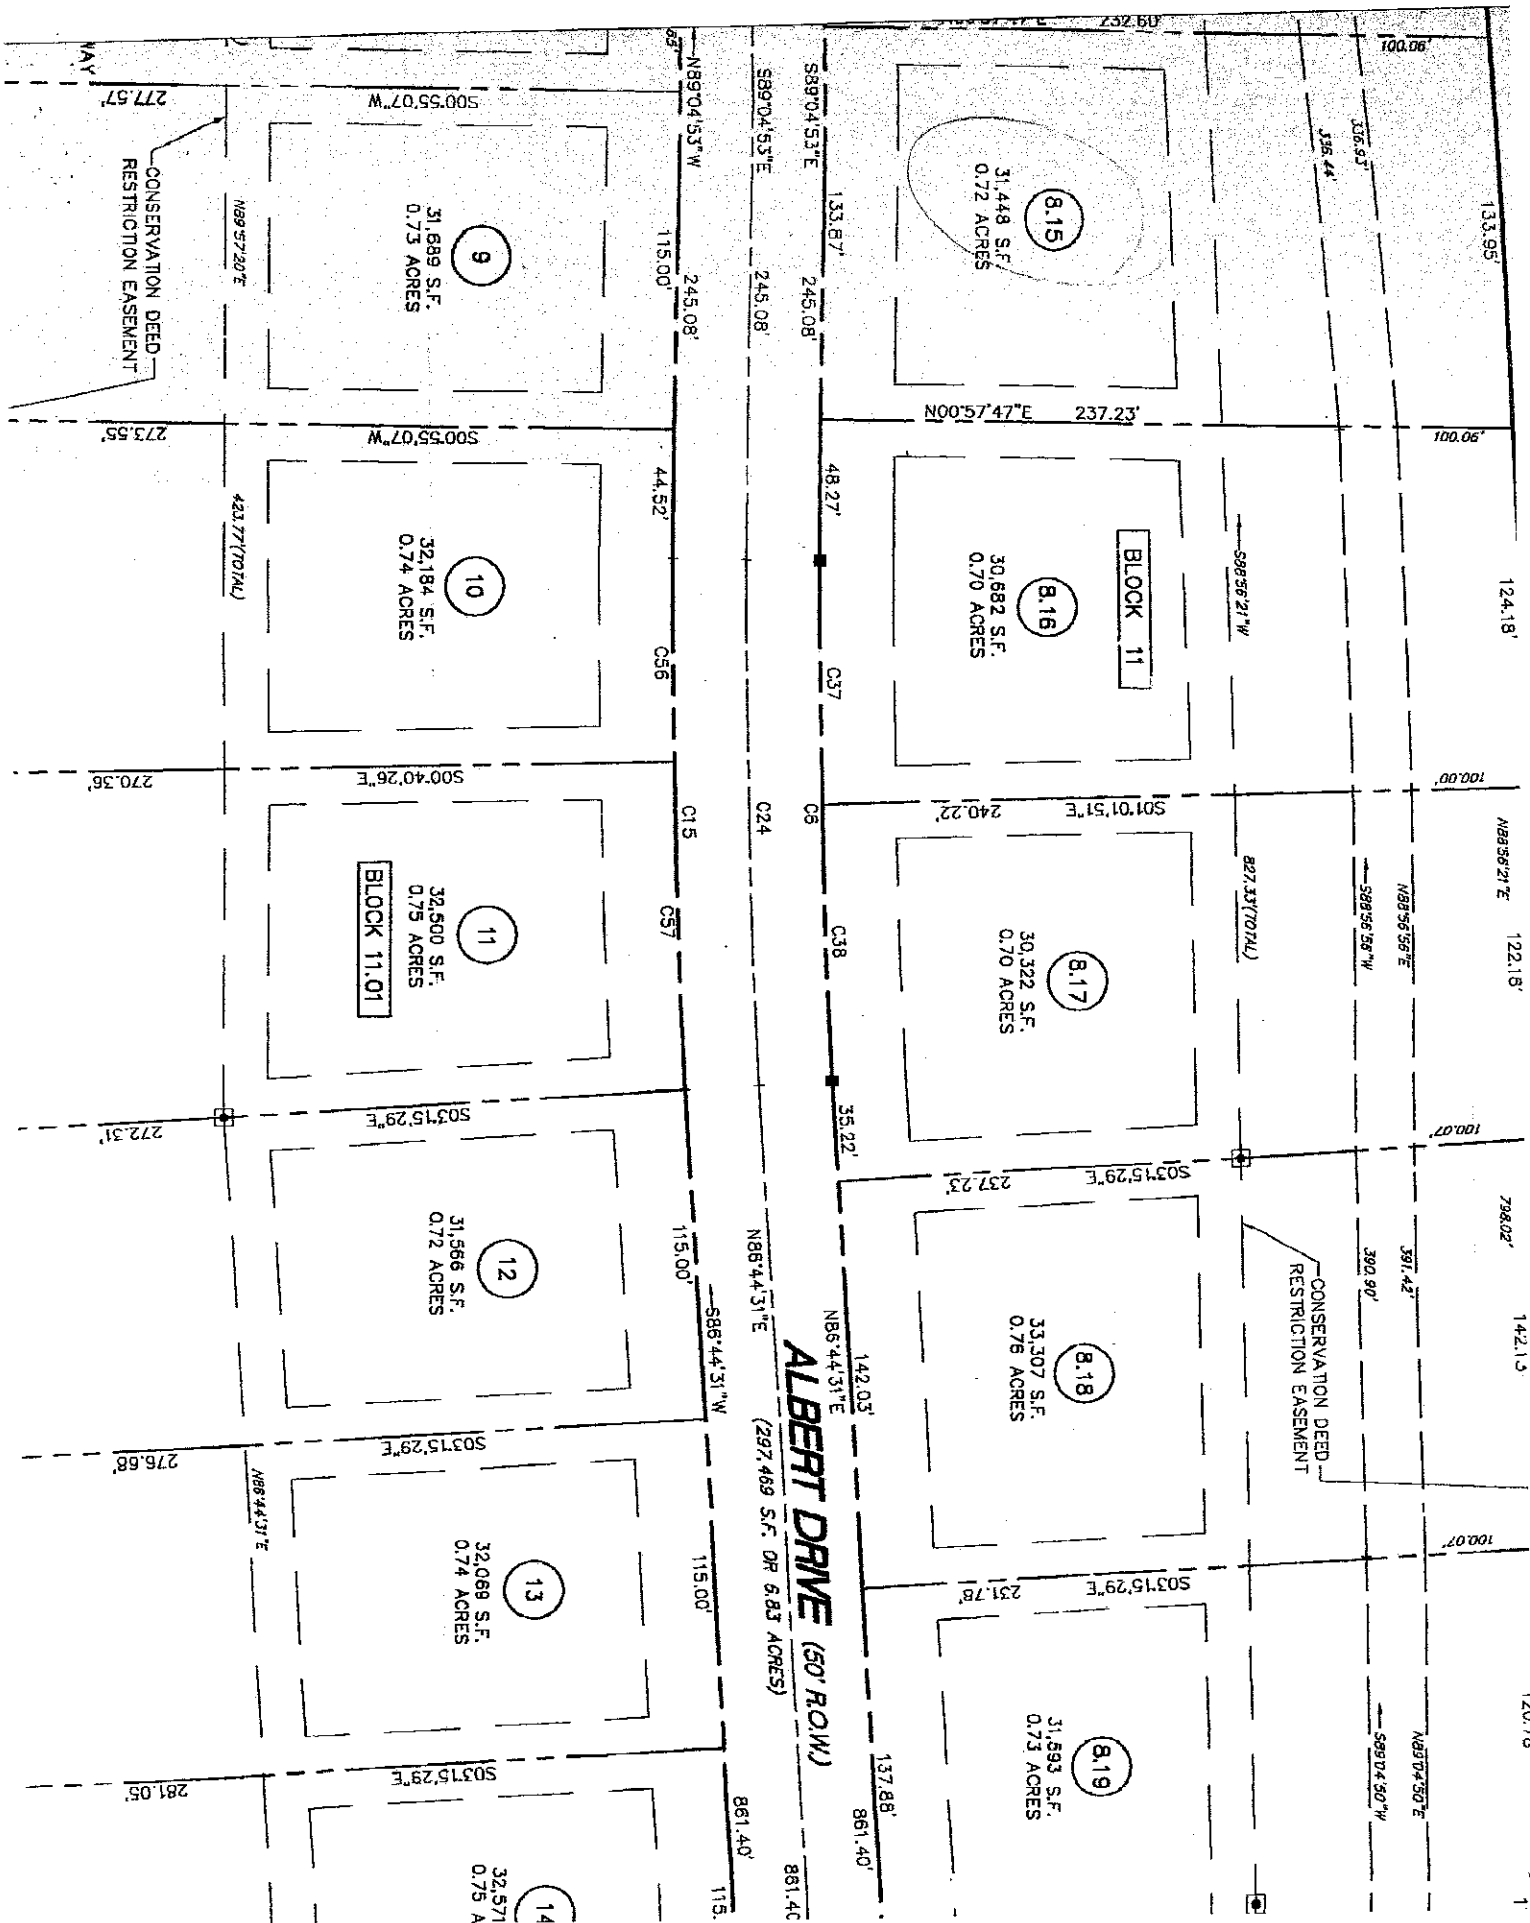 232.60'
100.06'
336.93'
336.44'
133.95'
8.15
31,448 S.F.
0.72 ACRES
S89°04'53"E
133.87'
245.08'
S89°04'53"E
245.08'
N89°04'53"W
115.00'
245.08'
S00°55'07"W
277.57'
WAY
CONSERVATION DEED
RESTRICTION EASEMENT
N89°57'20"E
9
31,689 S.F.
0.73 ACRES
N00°57'47"E 237.23'
100.06'
S00°55'07"W
273.55'
423.77'(TOTAL)
10
32,184 S.F.
0.74 ACRES
44.52'
C56
48.27'
C37
8.16
30,682 S.F.
0.70 ACRES
BLOCK 11
S88°56'21"W
124.18'
100.00'
S01°01'51"E
240.22'
C6
C24
C15
S00°40'26"E
270.36'
11
32,500 S.F.
0.75 ACRES
BLOCK 11.01
C57
C38
8.17
30,322 S.F.
0.70 ACRES
827.33'(TOTAL)
S88°56'56"W
N88°56'56"E
N88°56'21"E
122.18'
100.07'
S03°15'29"E
237.23'
35.22'
S03°15'29"E
272.31'
12
31,566 S.F.
0.72 ACRES
115.00'
S86°44'31"W
N86°44'31"E
N86°44'31"E
142.03'
8.18
33,307 S.F.
0.76 ACRES
CONSERVATION DEED
RESTRICTION EASEMENT
390.90'
391.42'
798.02'
ALBERT DRIVE (50' R.O.W.)
(297,469 S.F. OR 6.83 ACRES)
S03°15'29"E
276.68'
N86°44'31"E
100.07'
S03°15'29"E
231.78'
13
32,069 S.F.
0.74 ACRES
115.00'
8.19
31,593 S.F.
0.73 ACRES
137.88'
861.40'
S89°04'50"W
N89°04'50"E
S03°15'29"E
281.05'
861.40'
861.40
115.
14
32,571
0.75 A